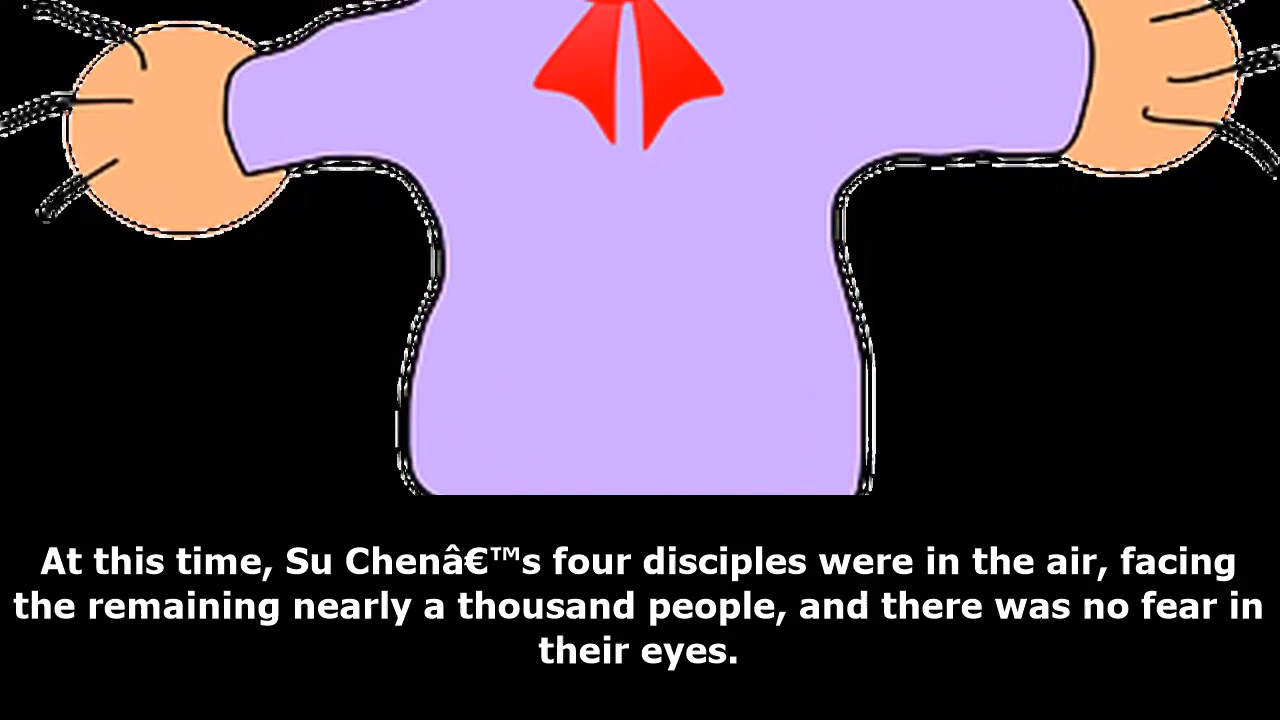 At this time, Su Chenâ€™s four disciples were in the air, facing
the remaining nearly a thousand people, and there was no fear in
their eyes.